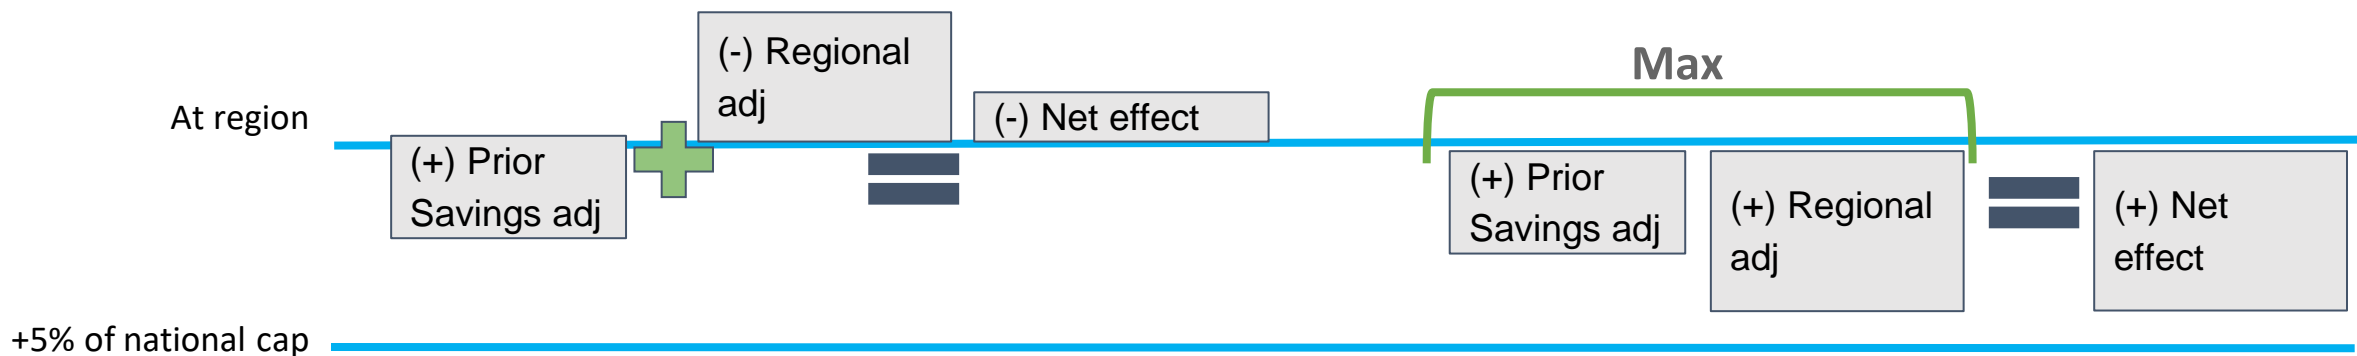 (-) Regional
adj
Max
At region
(-) Net effect
(+) Prior
Savings adj
(+) Prior
Savings adj
(+) Regional
adj
(+) Net
effect
+5% of national cap